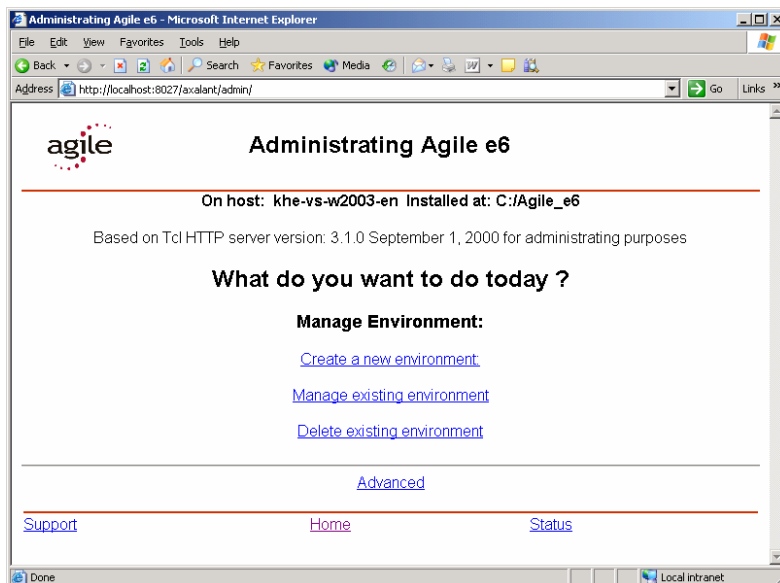 Administrating Agile e6 - Microsoft Internet Explorer
File Edit View Favorites Tools Help
Back Search Favorites Media
Address http://localhost:8027/axalant/admin/ Go Links »
agile
Administrating Agile e6
On host: khe-vs-w2003-en Installed at: C:/Agile_e6
Based on Tcl HTTP server version: 3.1.0 September 1, 2000 for administrating purposes
What do you want to do today ?
Manage Environment:
Create a new environment:
Manage existing environment
Delete existing environment
Advanced
Support Home Status
Done Local intranet